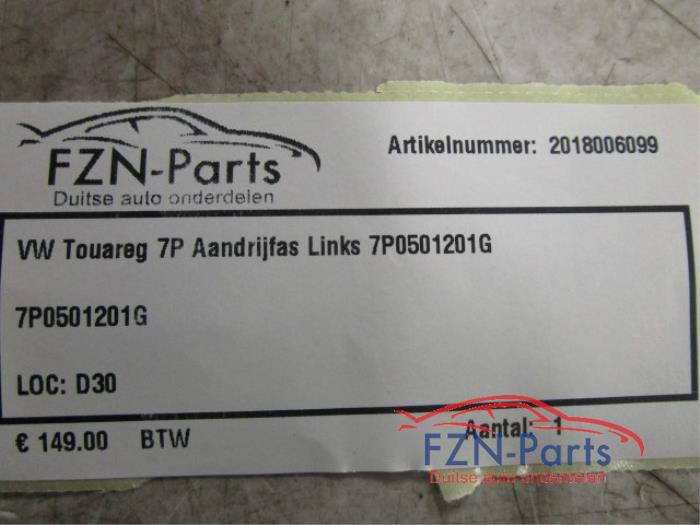 FZN-Parts
Duitse auto onderdelen
Artikelnummer: 2018006099
VW Touareg 7P Aandrijfas Links 7P0501201G
7P0501201G
LOC: D30
€ 149.00 BTW
Aantal: 1
FZN-Parts
Duitse auto onderdelen